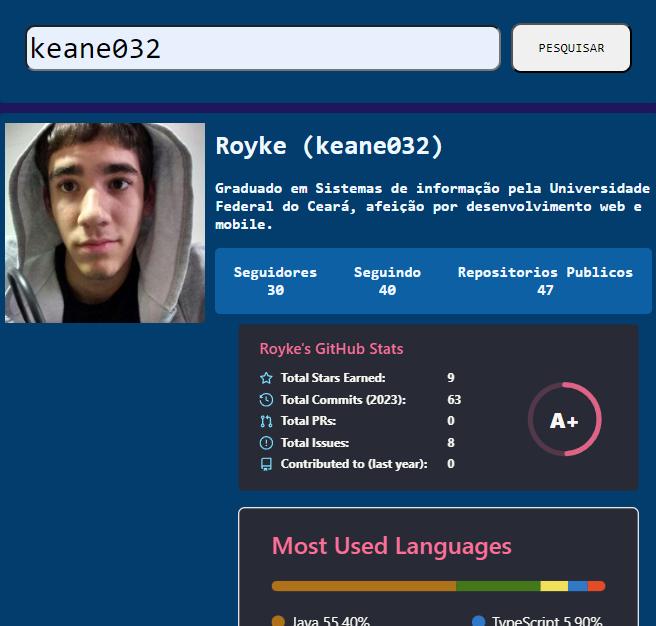 keane032
PESQUISAR
Royke (keane032)
Graduado em Sistemas de informação pela Universidade
Federal do Ceará, afeição por desenvolvimento web e
mobile.
Seguidores Seguindo Repositorios Publicos
30 40 47
Royke's GitHub Stats
Total Stars Earned: 9
Total Commits (2023): 63
Total PRs: 0
Total Issues: 8
Contributed to (last year): 0
A+
Most Used Languages
Java 55.40% TypeScript 5.90%